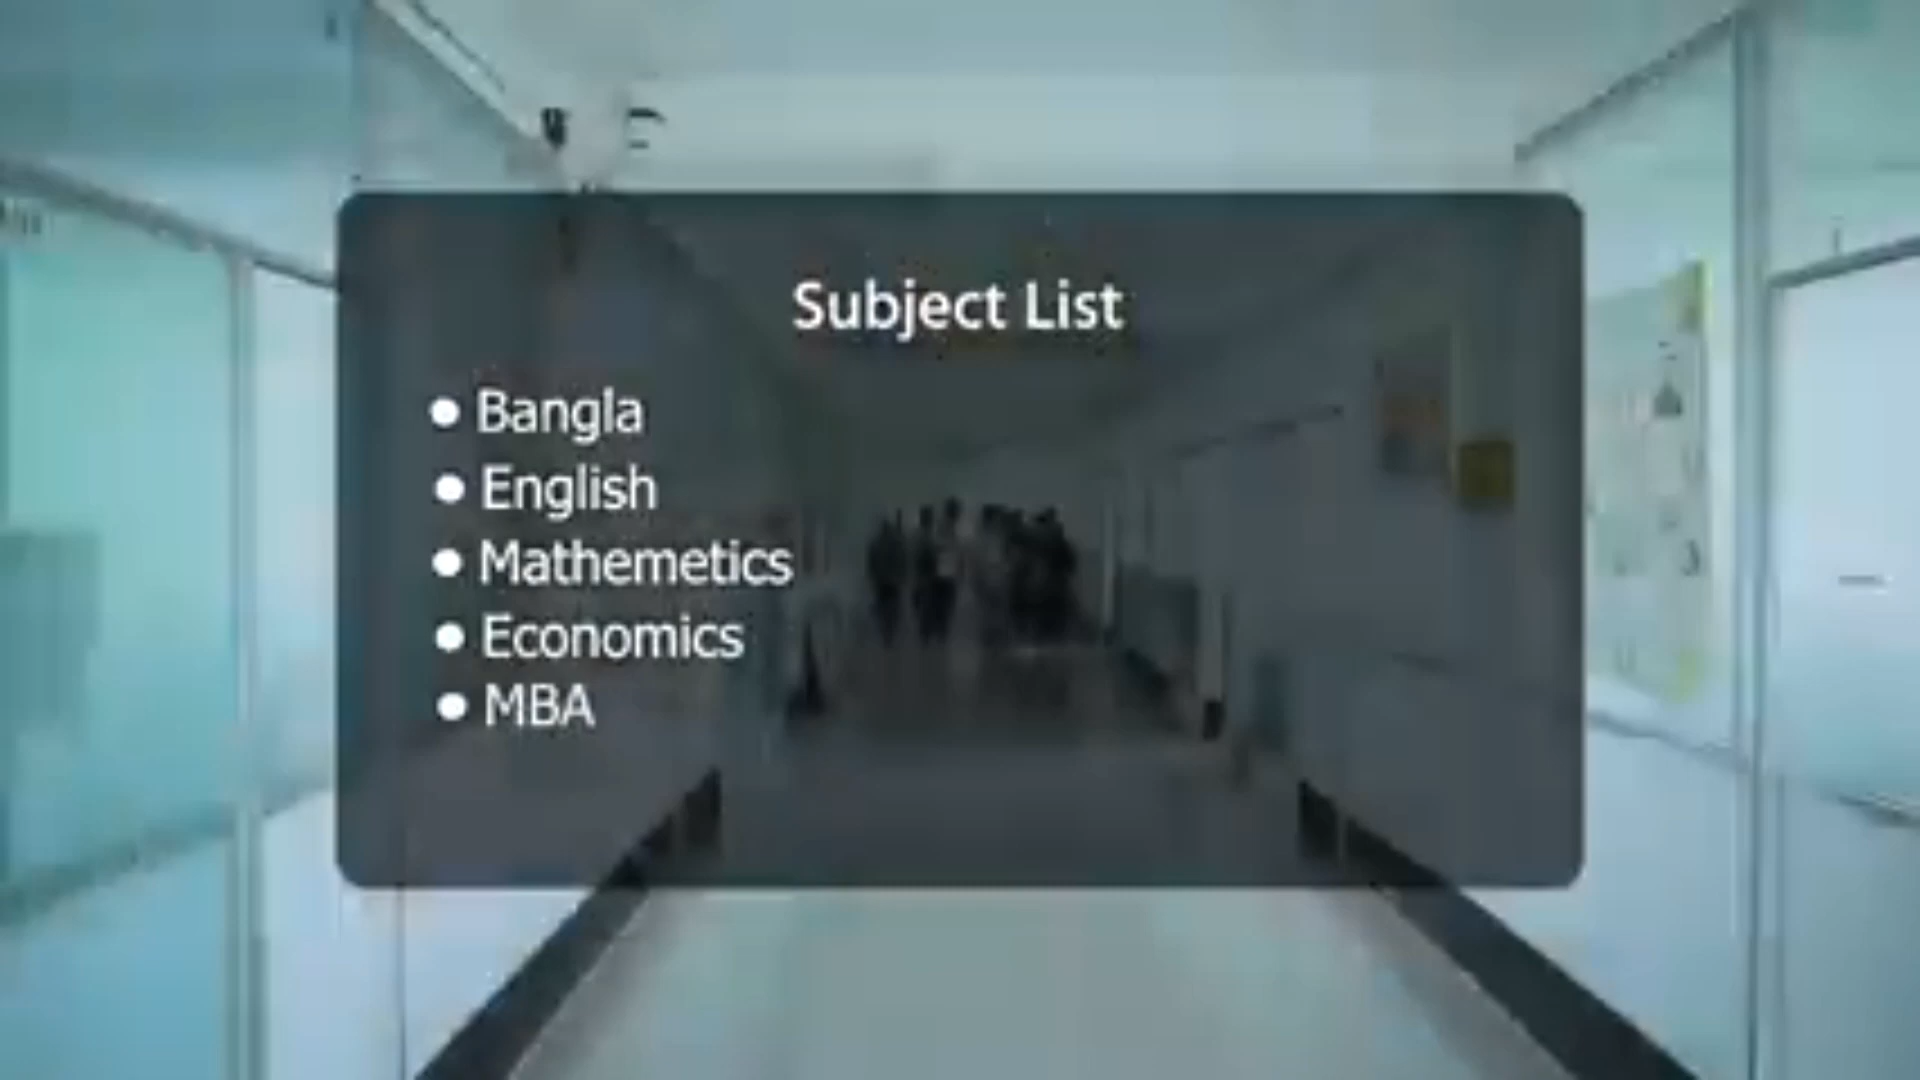 Subject List
● Bangla
● English
● Mathemetics
● Economics
● MBA